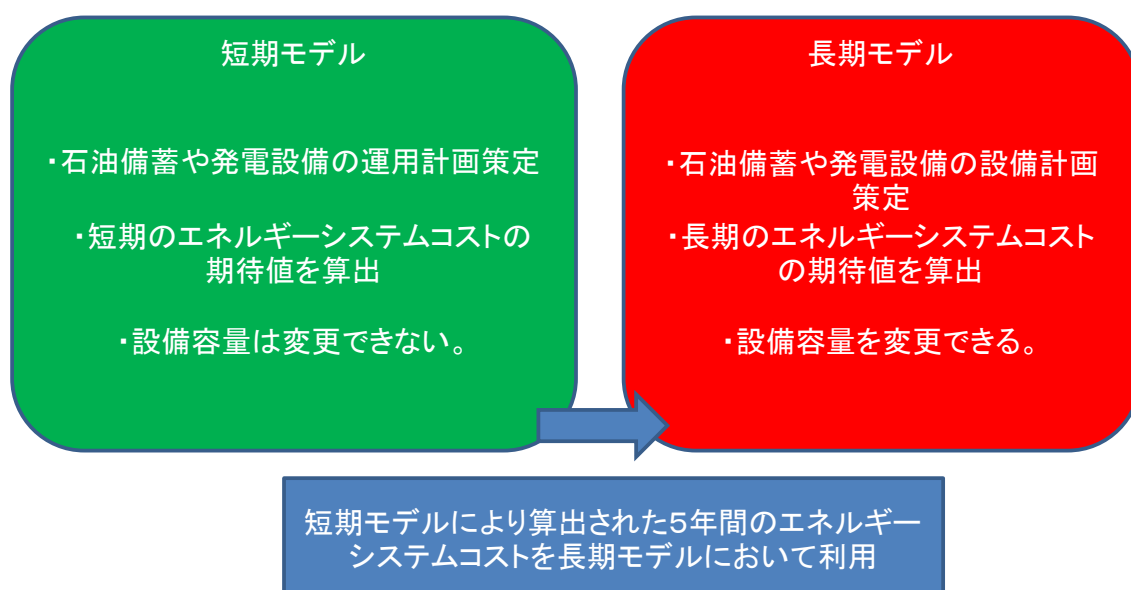 短期モデル
・石油備蓄や発電設備の運用計画策定
・短期のエネルギーシステムコストの
期待値を算出
・設備容量は変更できない。
長期モデル
・石油備蓄や発電設備の設備計画
策定
・長期のエネルギーシステムコスト
の期待値を算出
・設備容量を変更できる。
短期モデルにより算出された5年間のエネルギー
システムコストを長期モデルにおいて利用